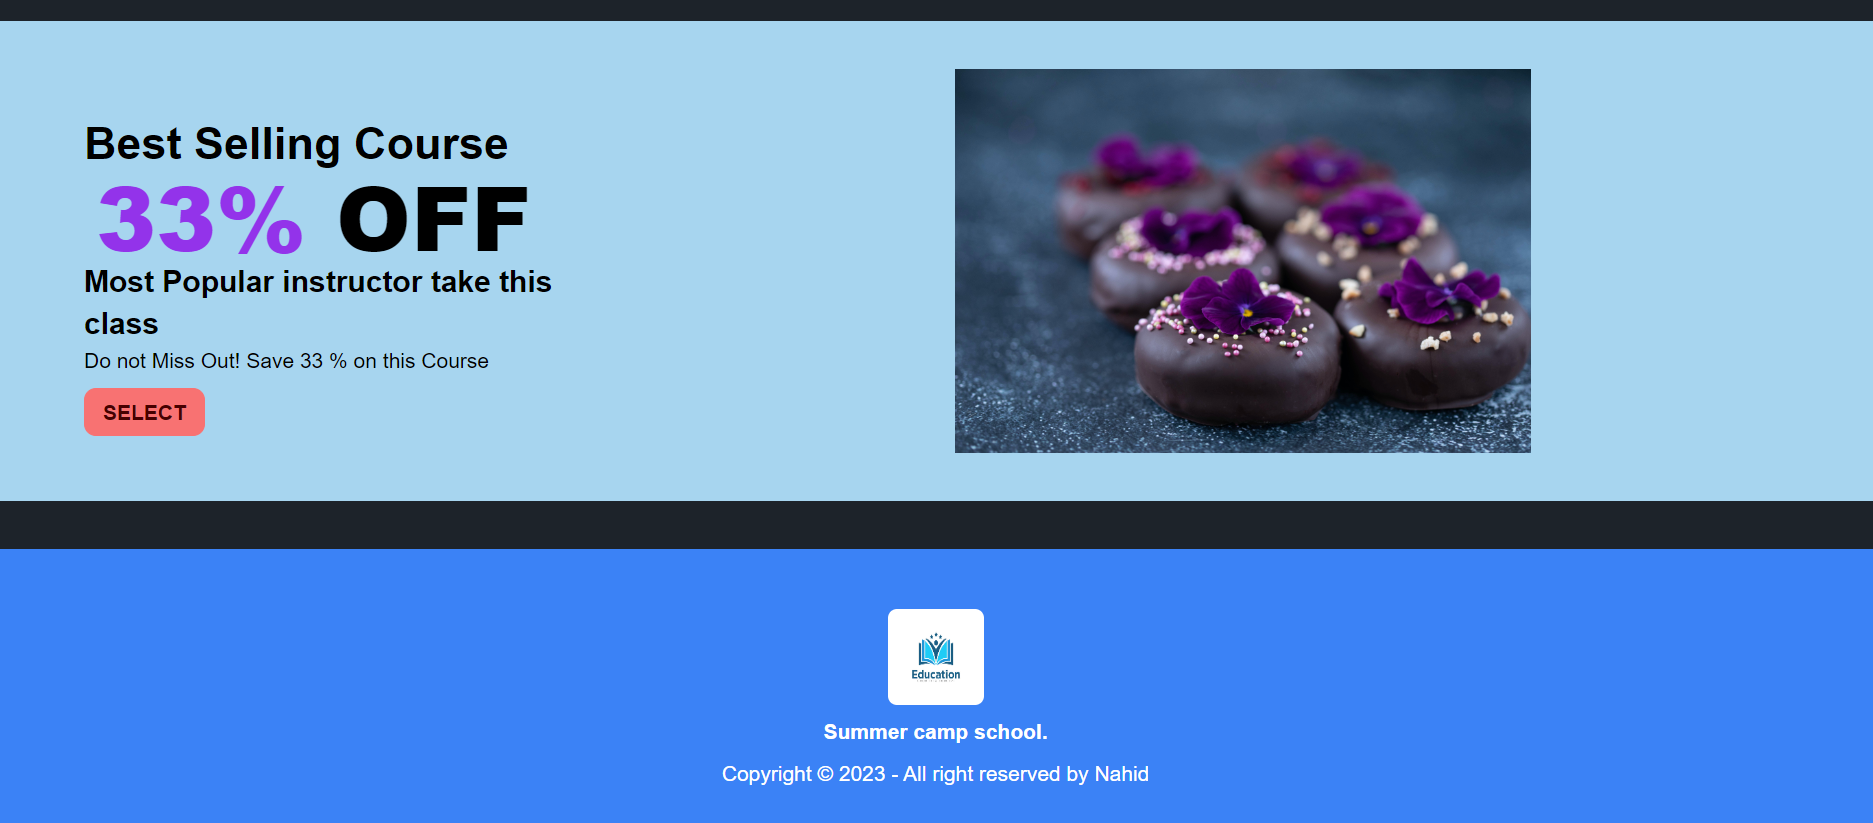 Best Selling Course
33% OFF
Most Popular instructor take this
class
Do not Miss Out! Save 33 % on this Course
SELECT
Education
Summer camp school.
Copyright © 2023 - All right reserved by Nahid